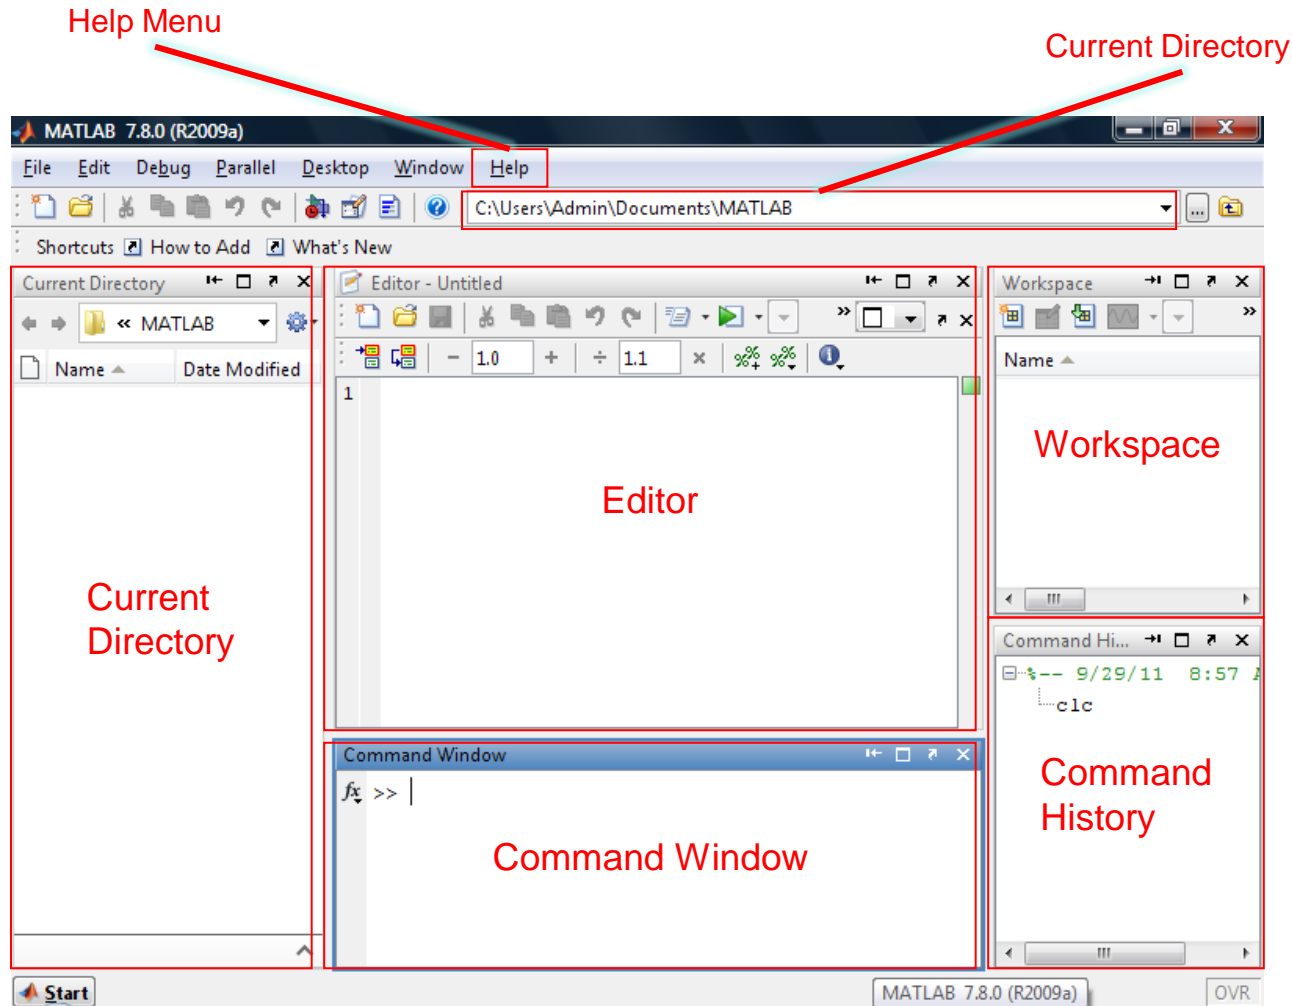 Help Menu
Current Directory
MATLAB 7.8.0 (R2009a)
File Edit Debug Parallel Desktop Window Help
C:\Users\Admin\Documents\MATLAB
Shortcuts How to Add What's New
Current Directory
« MATLAB
Name Date Modified
Current
Directory
Editor - Untitled
1.0 1.1
1
Editor
Workspace
Name
Workspace
Command Hi...
%-- 9/29/11 8:57 A
clc
Command
History
Command Window
fx >>
Command Window
Start
MATLAB 7.8.0 (R2009a)
OVR